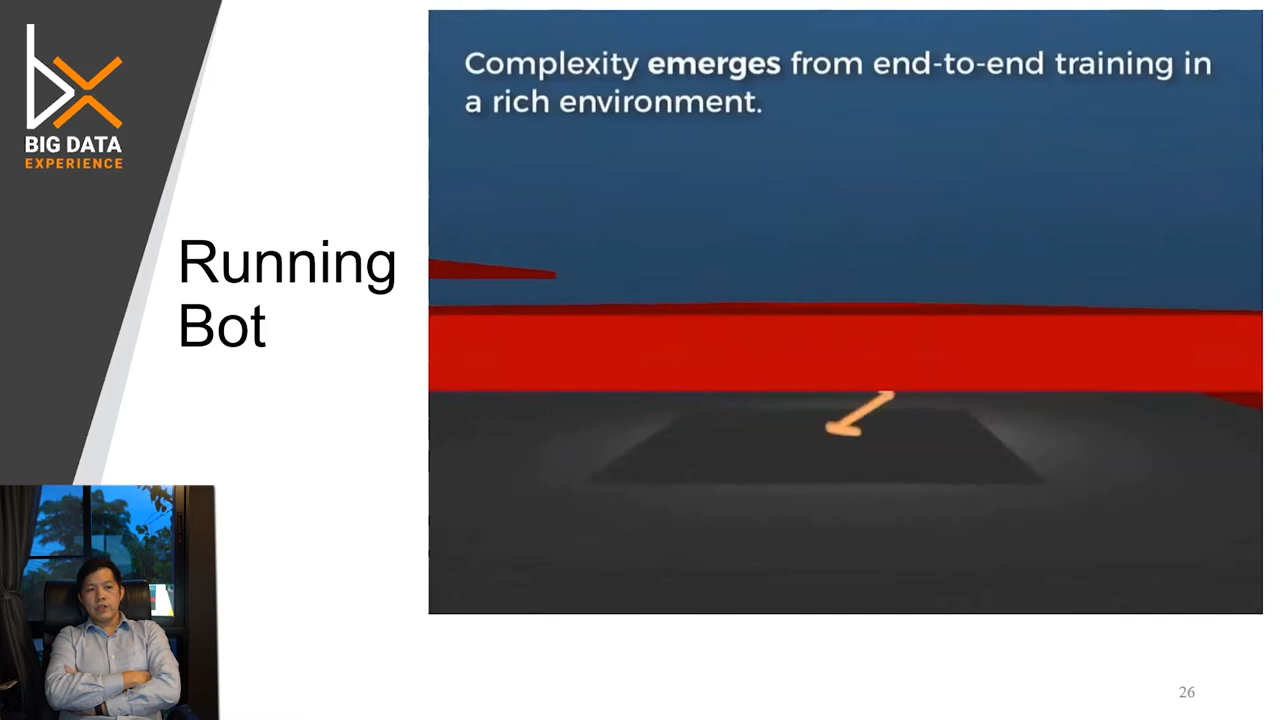 BIG DATA
EXPERIENCE
Running
Bot
Complexity emerges from end-to-end training in
a rich environment.
26